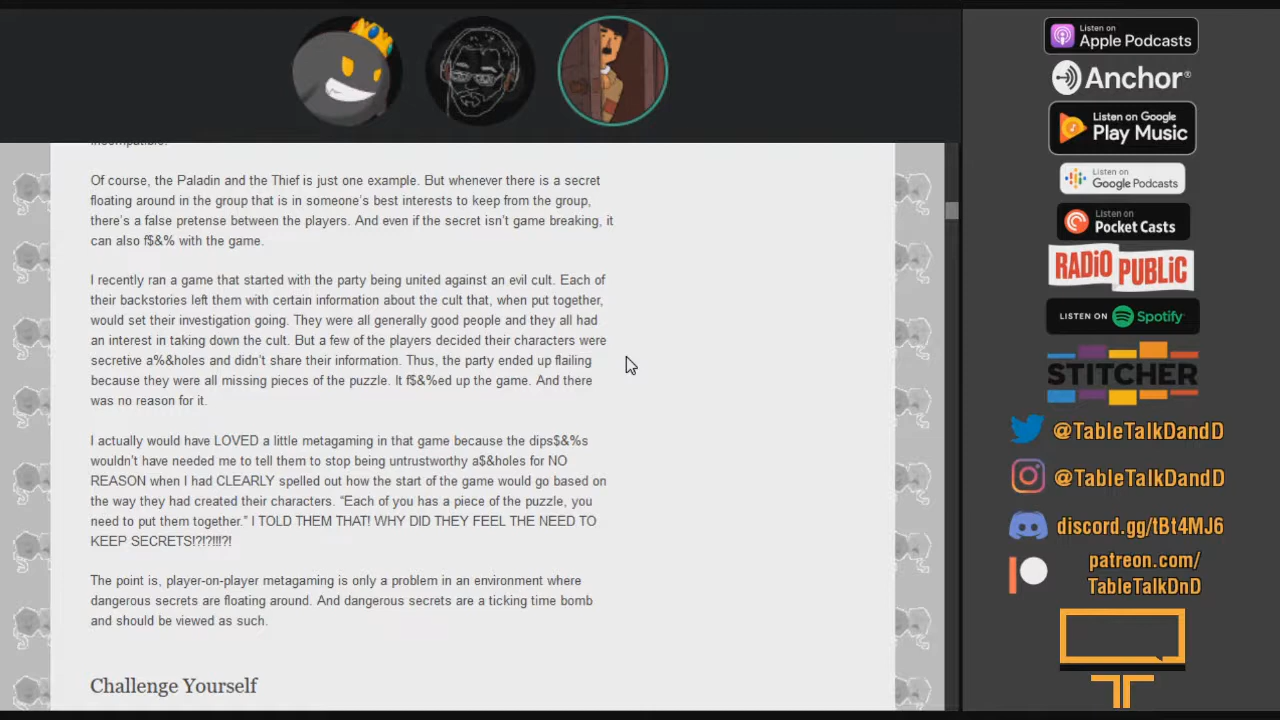 incompatible.
Of course, the Paladin and the Thief is just one example. But whenever there is a secret
floating around in the group that is in someone's best interests to keep from the group,
there's a false pretense between the players. And even if the secret isn't game breaking, it
can also f$&% with the game.
I recently ran a game that started with the party being united against an evil cult. Each of
their backstories left them with certain information about the cult that, when put together,
would set their investigation going. They were all generally good people and they all had
an interest in taking down the cult. But a few of the players decided their characters were
secretive a%&holes and didn't share their information. Thus, the party ended up flailing
because they were all missing pieces of the puzzle. It f$&%ed up the game. And there
was no reason for it.
I actually would have LOVED a little metagaming in that game because the dips$&%s
wouldn't have needed me to tell them to stop being untrustworthy a$&holes for NO
REASON when I had CLEARLY spelled out how the start of the game would go based on
the way they had created their characters. “Each of you has a piece of the puzzle, you
need to put them together.” I TOLD THEM THAT! WHY DID THEY FEEL THE NEED TO
KEEP SECRETS!?!?!!!?!
The point is, player-on-player metagaming is only a problem in an environment where
dangerous secrets are floating around. And dangerous secrets are a ticking time bomb
and should be viewed as such.
Challenge Yourself
Listen on
Apple Podcasts
Anchor®
Listen on Google
Play Music
Listen on
Google Podcasts
Listen on
Pocket Casts
RADiO PUBLiC
LISTEN ON Spotify
STITCHER
@TableTalkDandD
@TableTalkDandD
discord.gg/tBt4MJ6
patreon.com/
TableTalkDnD